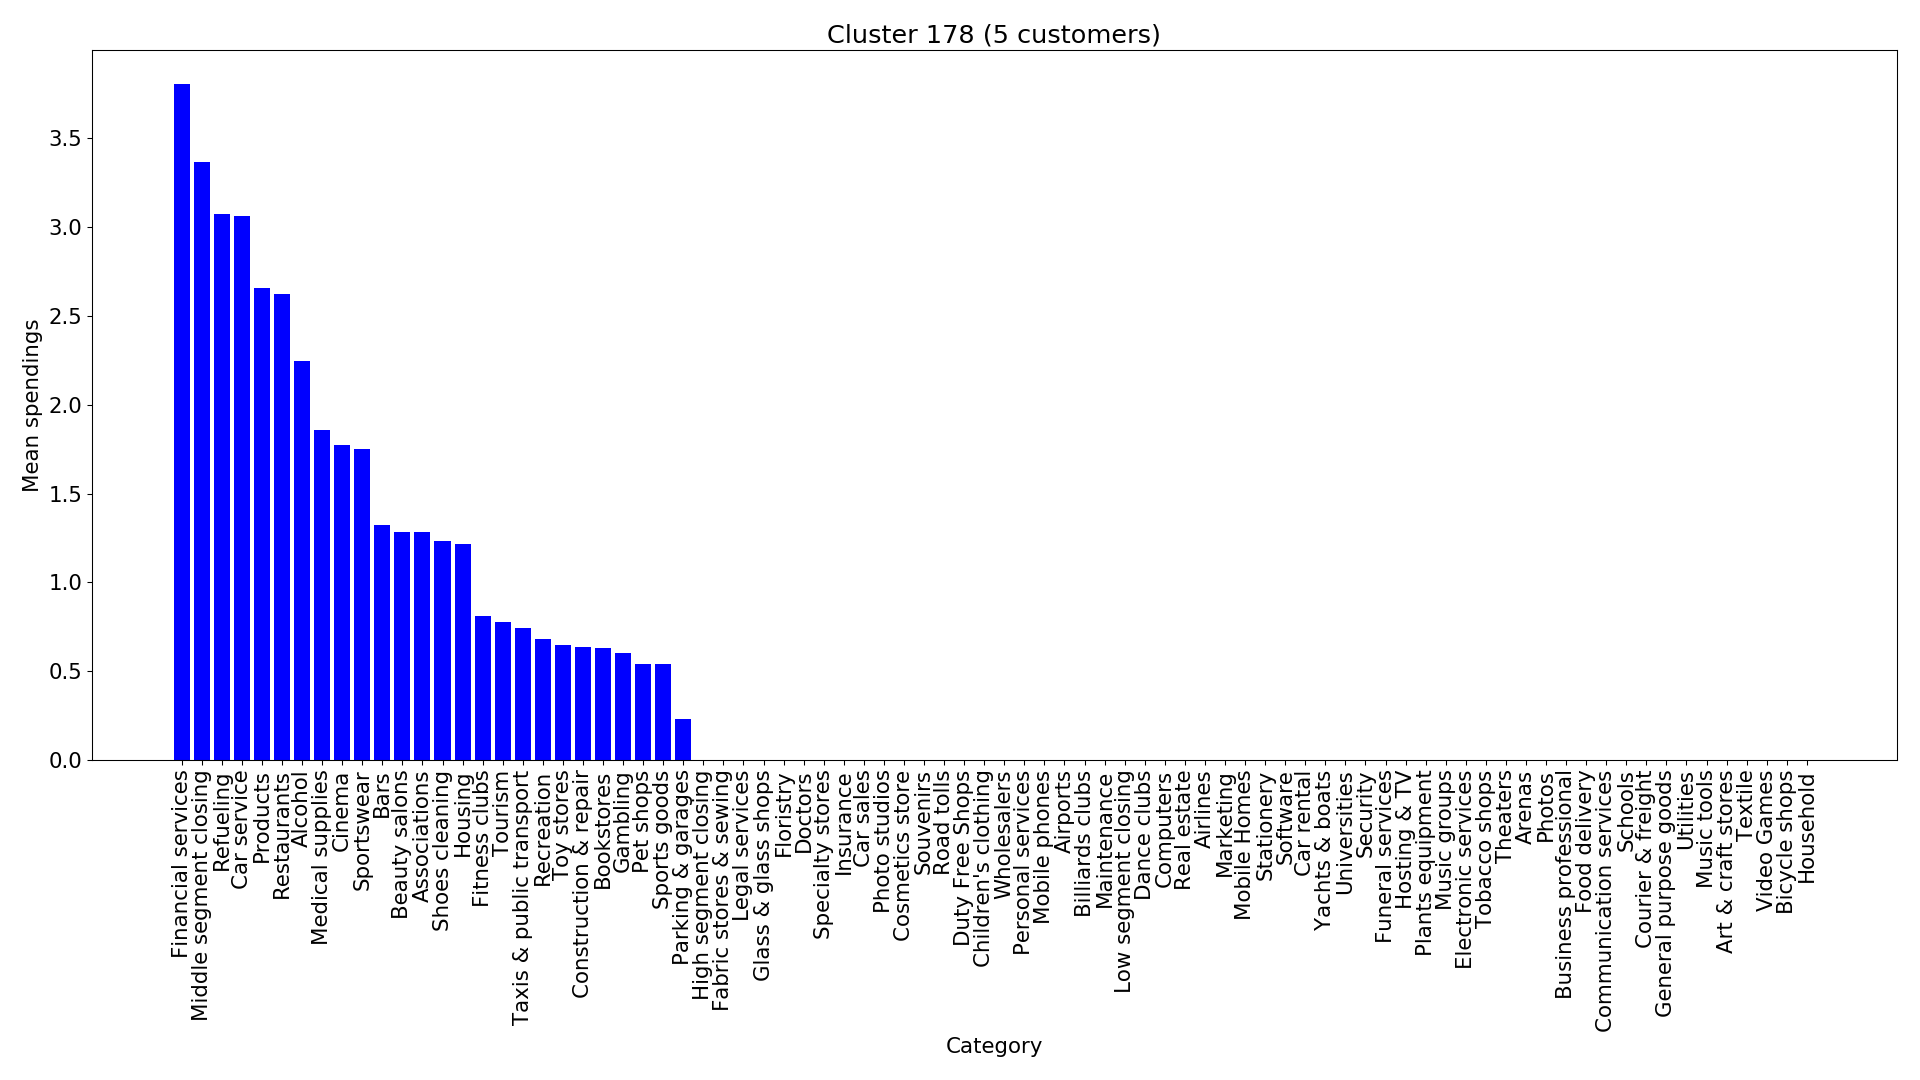 Cluster 178 (5 customers)
Mean spendings
3.5
3.0
2.5
2.0
1.5
1.0
0.5
0.0
Financial services
Middle segment closing
Refueling
Car service
Products
Restaurants
Alcohol
Medical supplies
Cinema
Sportswear
Bars
Beauty salons
Associations
Shoes cleaning
Housing
Fitness clubs
Tourism
Taxis & public transport
Recreation
Toy stores
Construction & repair
Bookstores
Gambling
Pet shops
Sports goods
Parking & garages
High segment closing
Fabric stores & sewing
Legal services
Glass & glass shops
Floristry
Doctors
Specialty stores
Insurance
Car sales
Photo studios
Cosmetics store
Souvenirs
Road tolls
Duty Free Shops
Children's clothing
Wholesalers
Personal services
Mobile phones
Airports
Billiards clubs
Maintenance
Low segment closing
Dance clubs
Computers
Real estate
Airlines
Marketing
Mobile Homes
Stationery
Software
Car rental
Yachts & boats
Universities
Security
Funeral services
Hosting & TV
Plants equipment
Music groups
Electronic services
Tobacco shops
Theaters
Arenas
Photos
Business professional
Food delivery
Communication services
Schools
Courier & freight
General purpose goods
Utilities
Music tools
Art & craft stores
Textile
Video Games
Bicycle shops
Household
Category